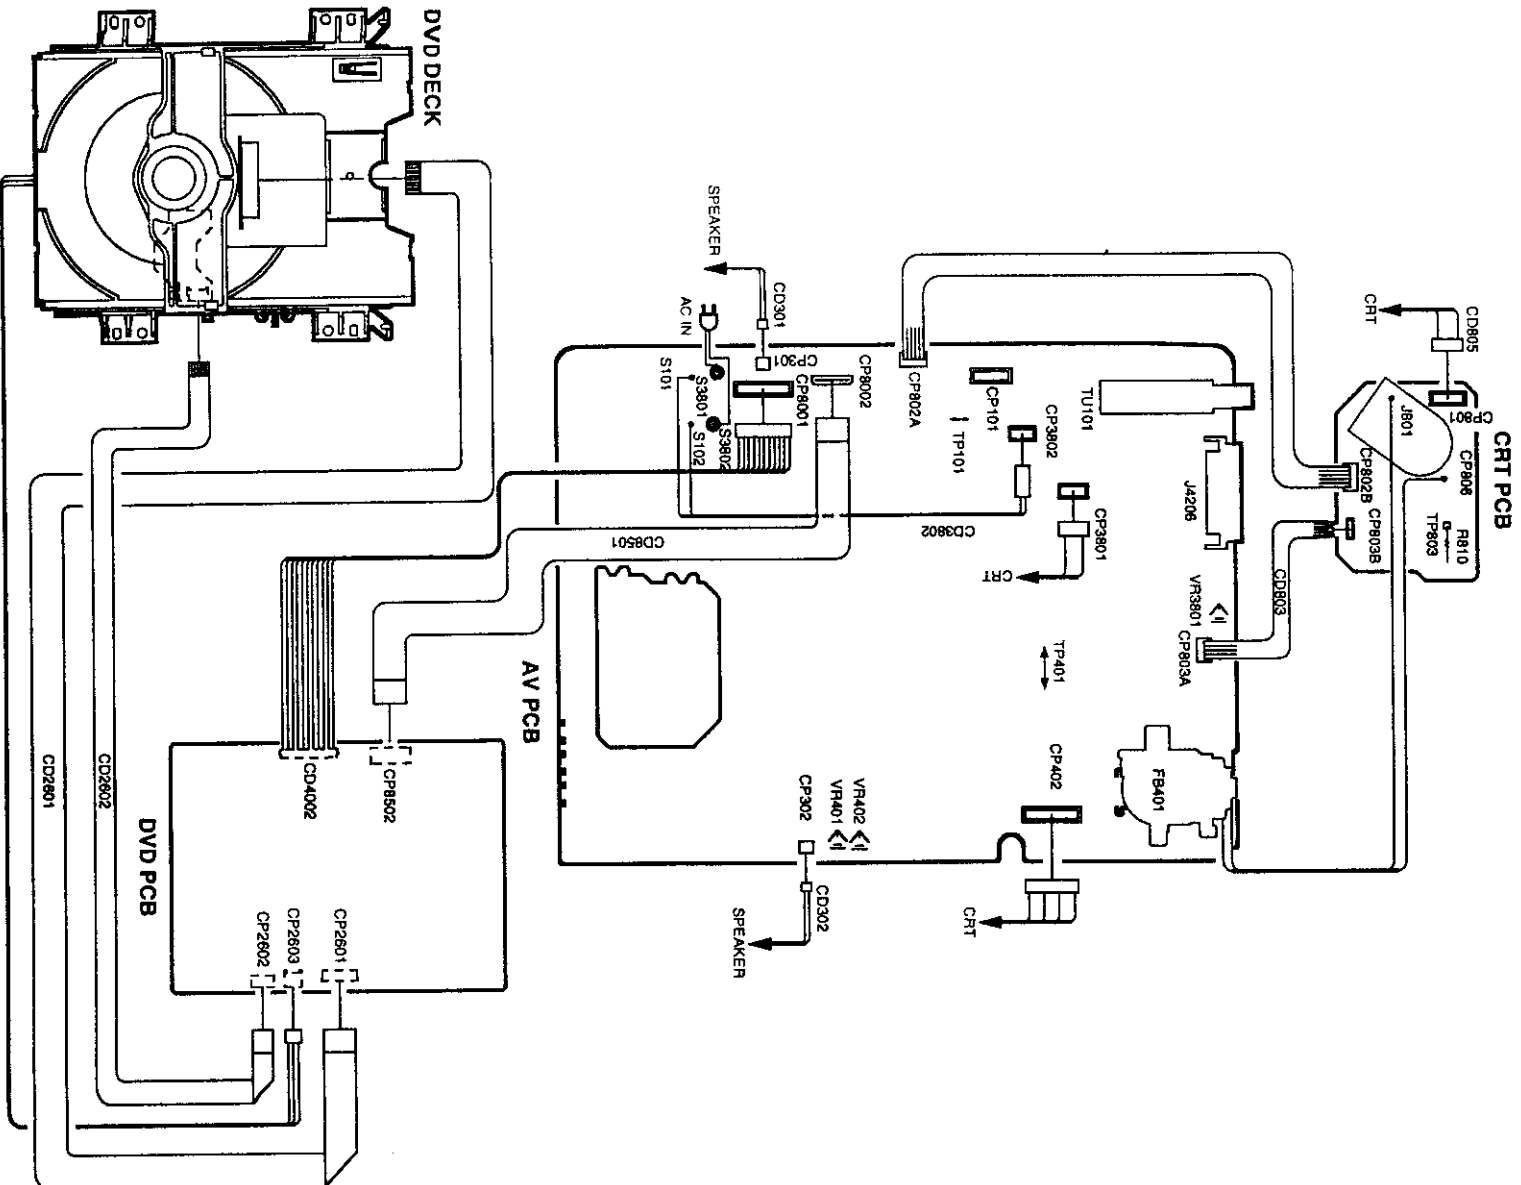 DVD DECK
SPEAKER
CD301
AC IN
CP301
S101
S3801
CP8001
S102
S3802
CP8002
CP802A
CP101
TP101
CP3802
TU101
J4206
CP3801
CRT
CD3802
CD8501
CRT
CD805
CP801
J801
CP806
CRT PCB
CP802B
CP803B
TP803
R810
CD803
VR3801
CP803A
TP401
FB401
CP402
CRT
VR402
VR401
CP302
CD302
SPEAKER
AV PCB
CD4002
CP8502
DVD PCB
CP2602
CP2603
CP2601
CD2602
CD2601